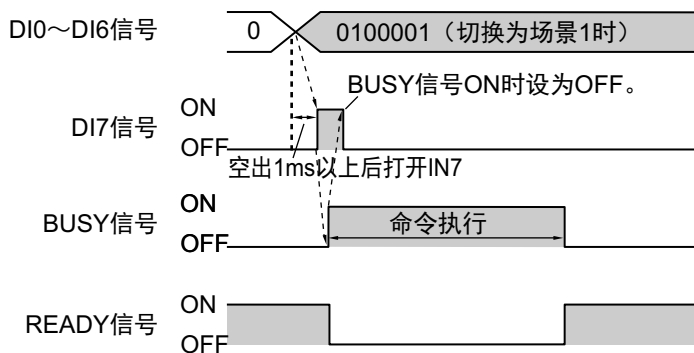 DI0～DI6信号 0 0100001（切换为场景1时）
BUSY信号ON时设为OFF。
DI7信号 ON
OFF
空出1ms以上后打开IN7
BUSY信号 ON
OFF
命令执行
READY信号 ON
OFF